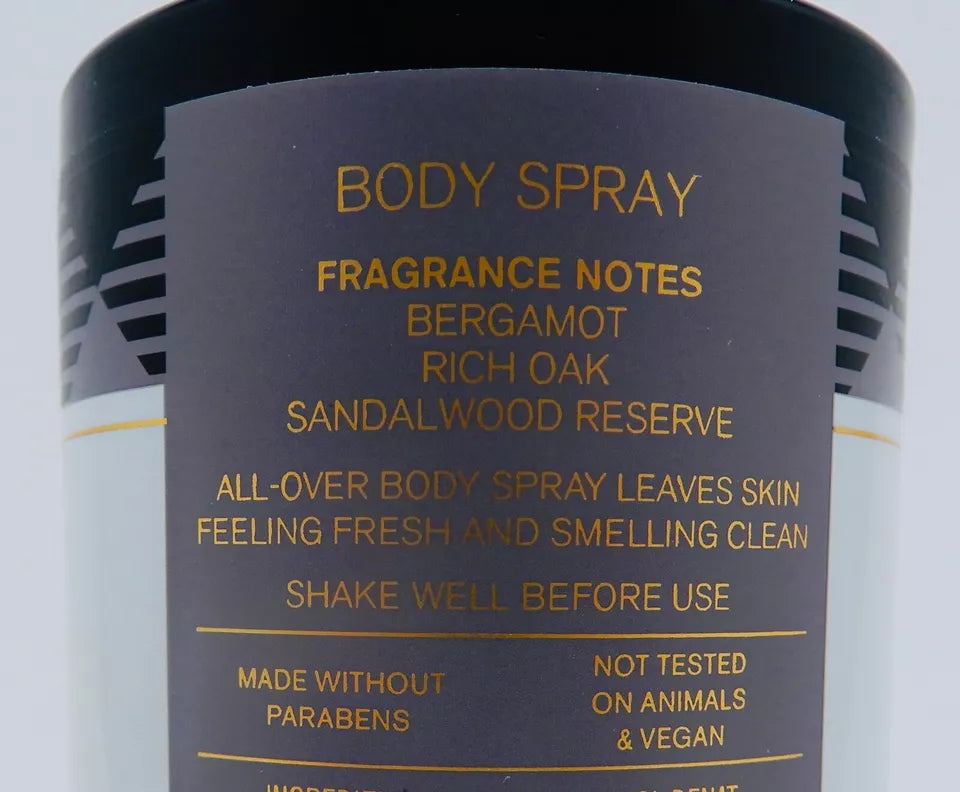 BODY SPRAY
FRAGRANCE NOTES
BERGAMOT
RICH OAK
SANDALWOOD RESERVE
ALL-OVER BODY SPRAY LEAVES SKIN
FEELING FRESH AND SMELLING CLEAN
SHAKE WELL BEFORE USE
MADE WITHOUT
PARABENS
NOT TESTED
ON ANIMALS
& VEGAN